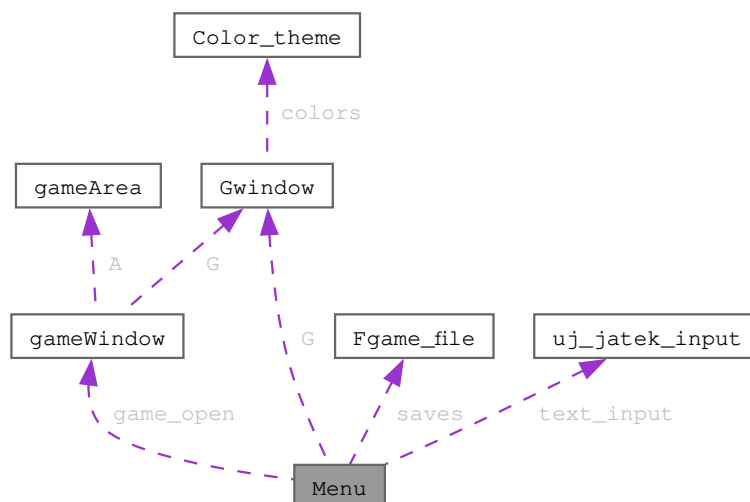 Color_theme
colors
gameArea
Gwindow
A
G
gameWindow
G
Fgame_file
uj_jatek_input
game_open
saves
text_input
Menu